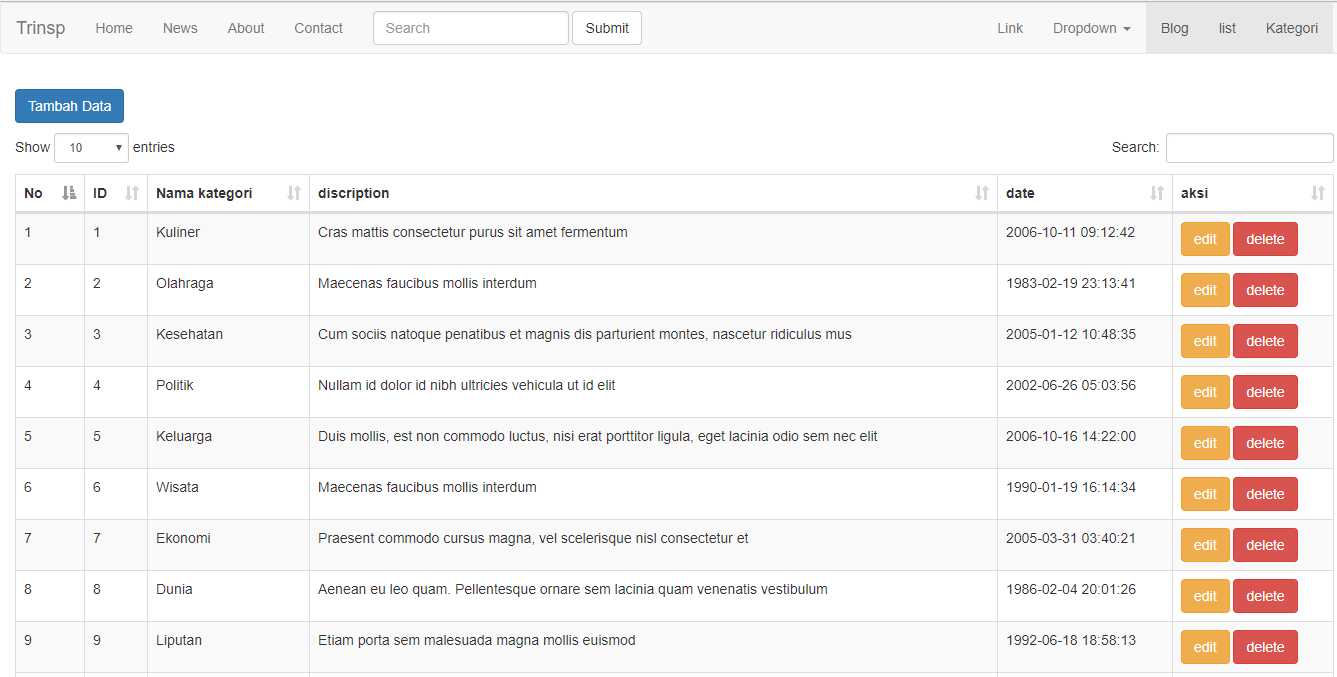 Trinsp Home News About Contact Search Submit Link Dropdown Blog list Kategori
Tambah Data
Show 10 entries Search:
No ID Nama kategori discription date aksi
1 1 Kuliner Cras mattis consectetur purus sit amet fermentum 2006-10-11 09:12:42 edit delete
2 2 Olahraga Maecenas faucibus mollis interdum 1983-02-19 23:13:41 edit delete
3 3 Kesehatan Cum sociis natoque penatibus et magnis dis parturient montes, nascetur ridiculus mus 2005-01-12 10:48:35 edit delete
4 4 Politik Nullam id dolor id nibh ultricies vehicula ut id elit 2002-06-26 05:03:56 edit delete
5 5 Keluarga Duis mollis, est non commodo luctus, nisi erat porttitor ligula, eget lacinia odio sem nec elit 2006-10-16 14:22:00 edit delete
6 6 Wisata Maecenas faucibus mollis interdum 1990-01-19 16:14:34 edit delete
7 7 Ekonomi Praesent commodo cursus magna, vel scelerisque nisl consectetur et 2005-03-31 03:40:21 edit delete
8 8 Dunia Aenean eu leo quam. Pellentesque ornare sem lacinia quam venenatis vestibulum 1986-02-04 20:01:26 edit delete
9 9 Liputan Etiam porta sem malesuada magna mollis euismod 1992-06-18 18:58:13 edit delete